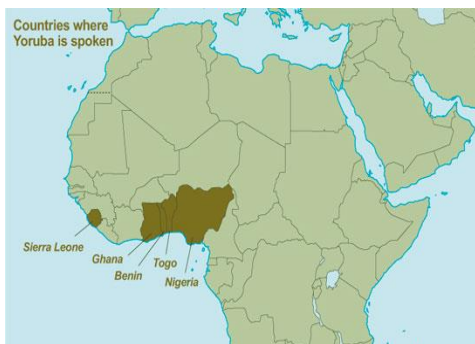 Countries where
Yoruba is spoken
Sierra Leone
Ghana
Benin
Togo
Nigeria